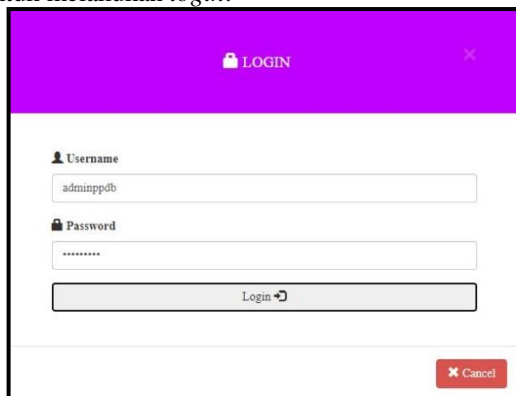 LOGIN
×
Username
adminppdb
Password
•••••••••
Login
Cancel